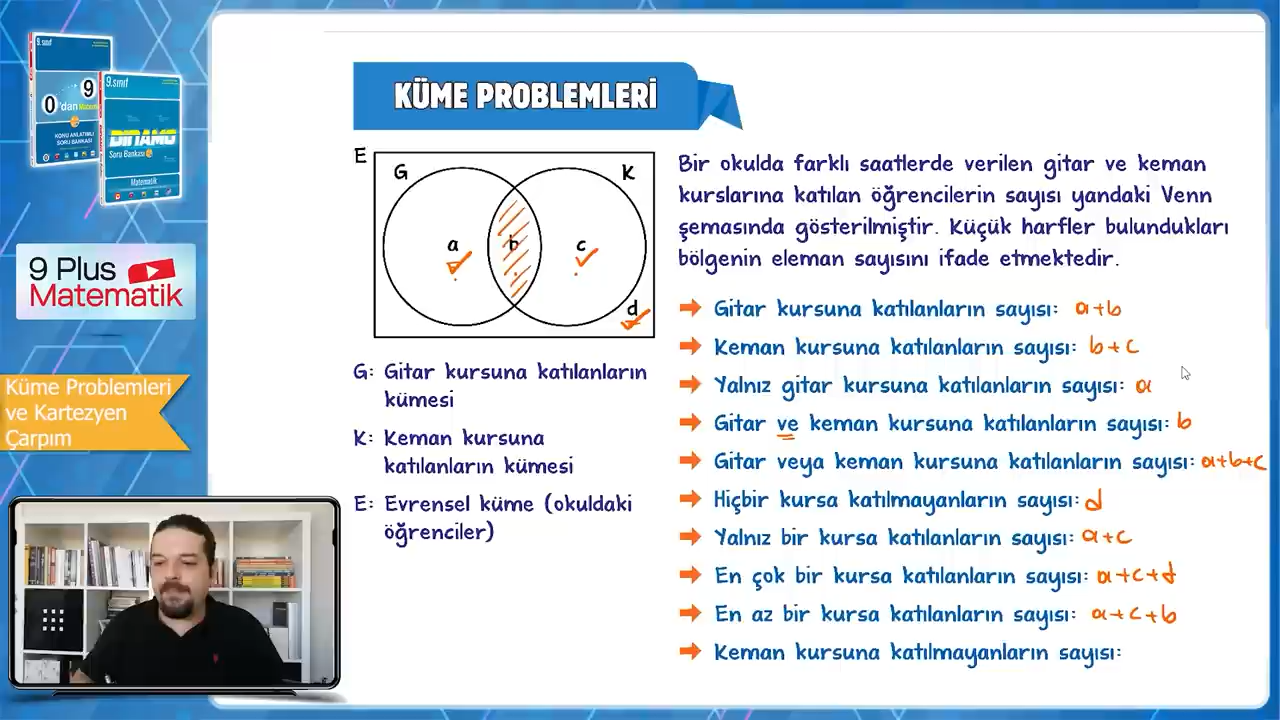 9.sınıf
0'dan
9
Matematik
KONU ANLATIMLI
SORU BANKASI
9.sınıf
DİNAMO
Soru Bankası
Matematik
9 Plus
Matematik
Küme Problemleri
ve Kartezyen
Çarpım
KÜME PROBLEMLERİ
E
G
K
a
b
c
d
G: Gitar kursuna katılanların
kümesi
K: Keman kursuna
katılanların kümesi
E: Evrensel küme (okuldaki
öğrenciler)
Bir okulda farklı saatlerde verilen gitar ve keman
kurslarına katılan öğrencilerin sayısı yandaki Venn
şemasında gösterilmiştir. Küçük harfler bulundukları
bölgenin eleman sayısını ifade etmektedir.
→ Gitar kursuna katılanların sayısı: a+b
→ Keman kursuna katılanların sayısı: b+c
→ Yalnız gitar kursuna katılanların sayısı: a
→ Gitar ve keman kursuna katılanların sayısı: b
→ Gitar veya keman kursuna katılanların sayısı: a+b+c
→ Hiçbir kursa katılmayanların sayısı: d
→ Yalnız bir kursa katılanların sayısı: a+c
→ En çok bir kursa katılanların sayısı: a+c+d
→ En az bir kursa katılanların sayısı: a+c+b
→ Keman kursuna katılmayanların sayısı: